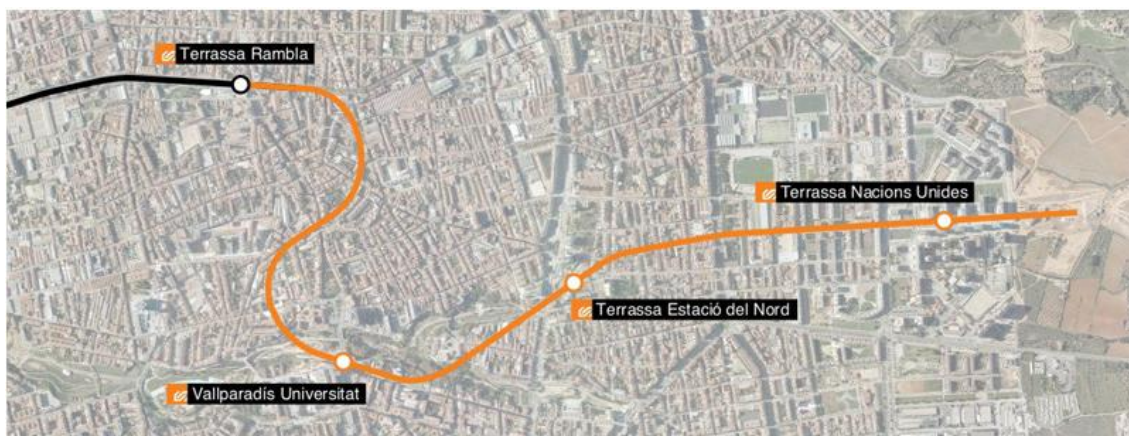 Terrassa Rambla
Terrassa Nacions Unides
Terrassa Estació del Nord
Vallparadís Universitat